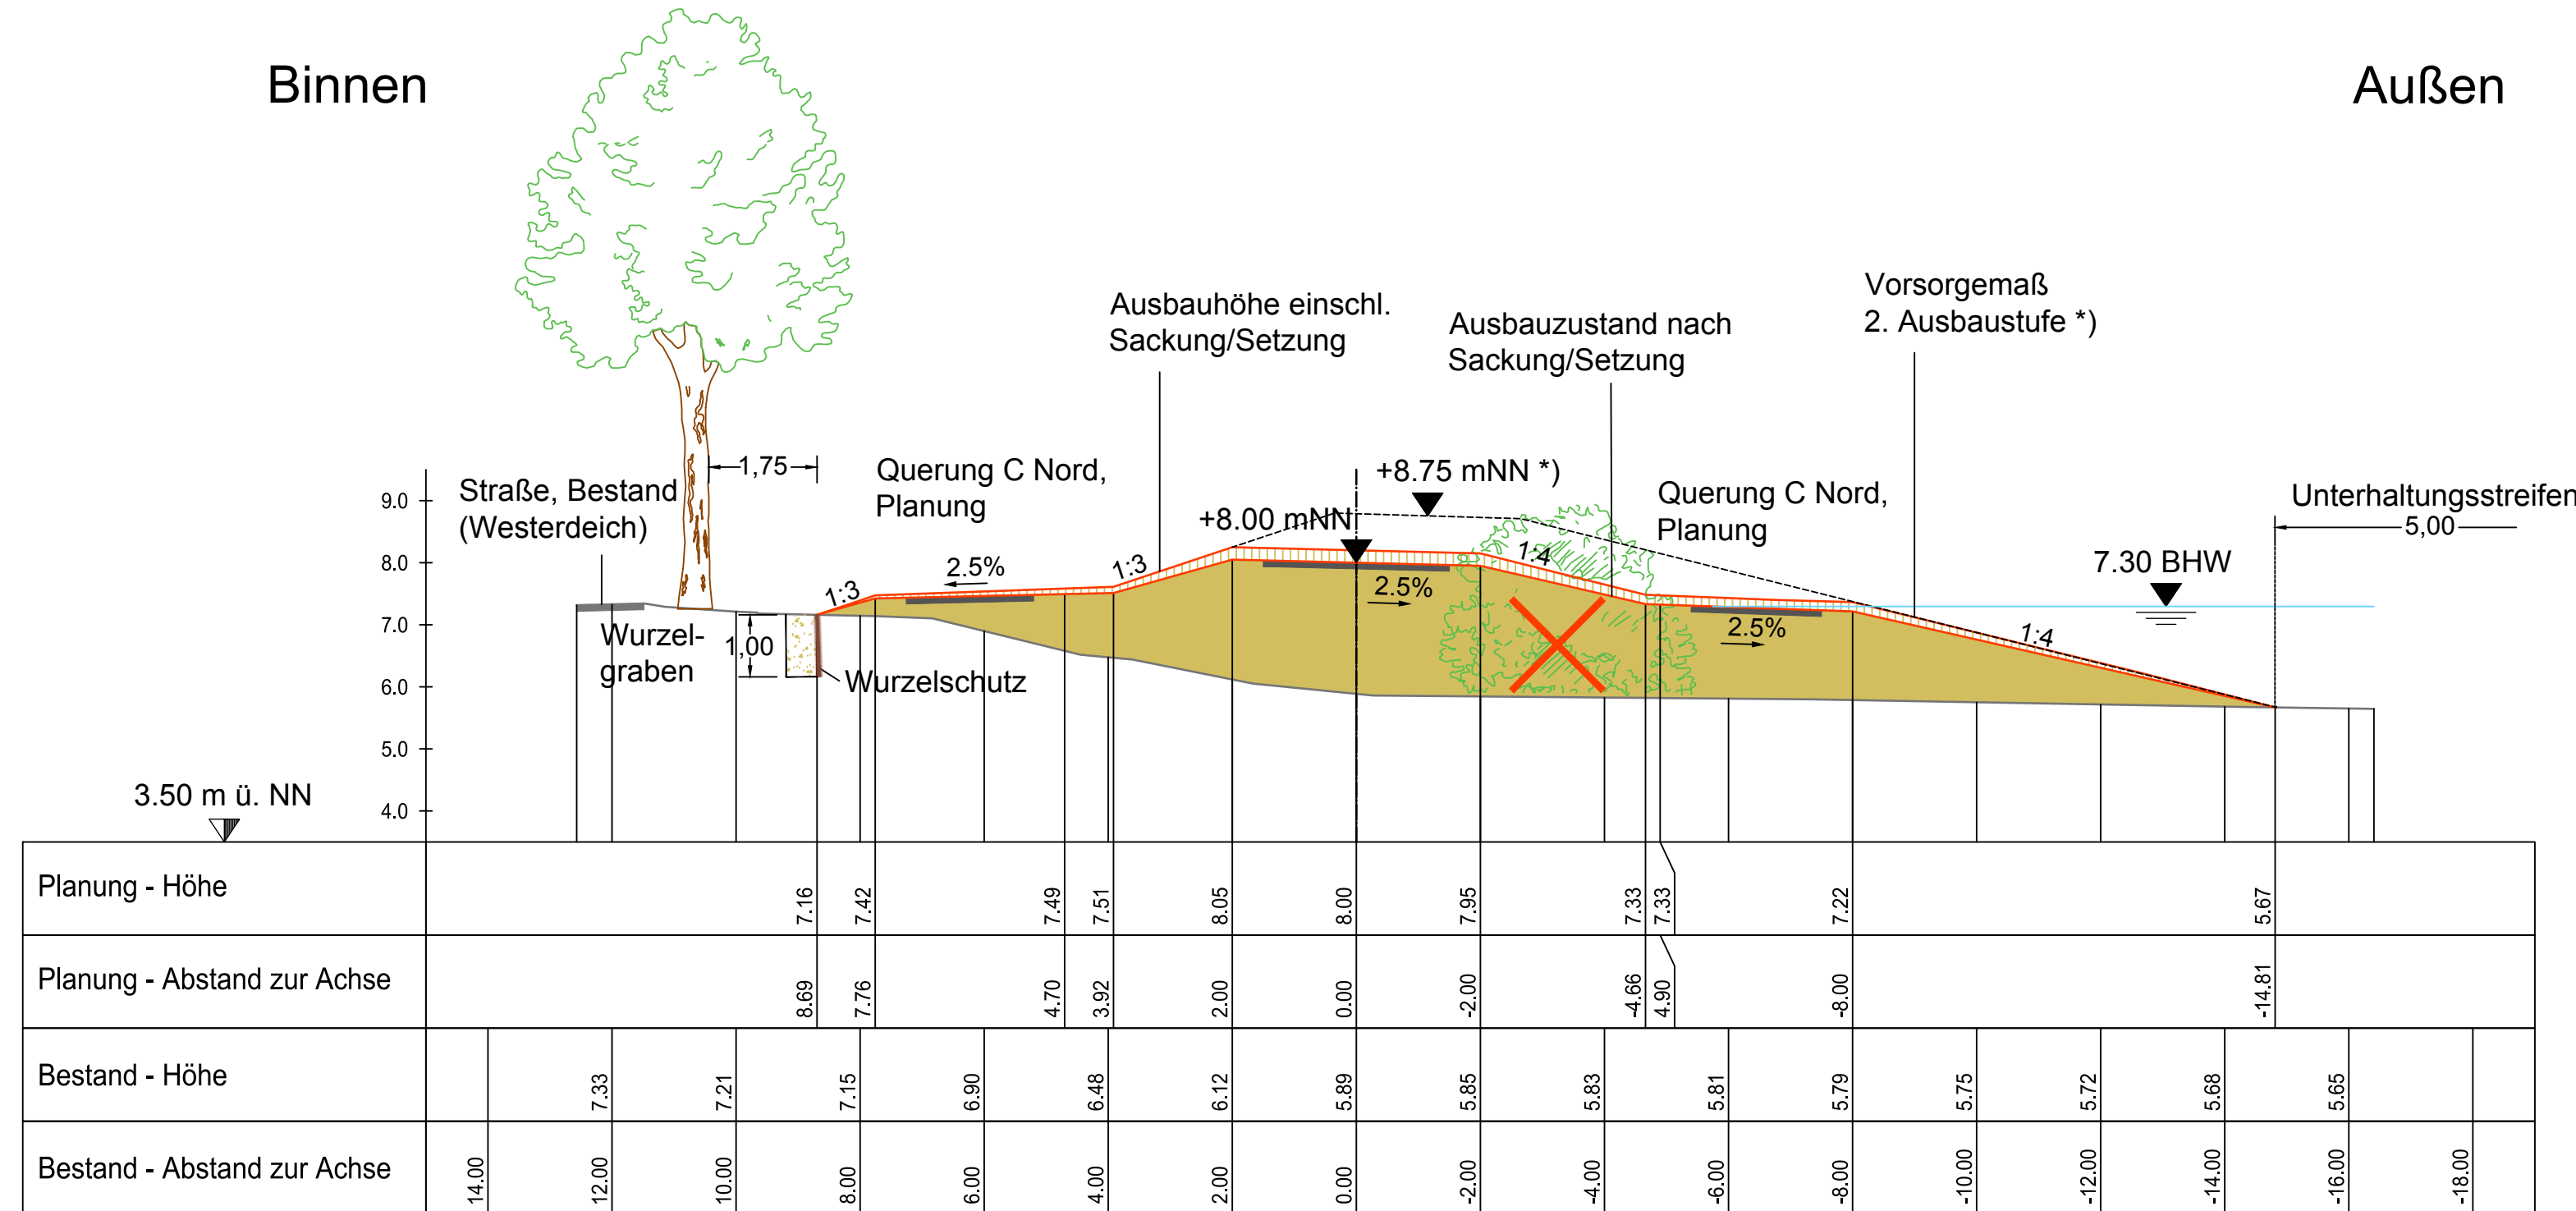 Binnen
Außen
Vorsorgemaß
2. Ausbaustufe *)
Ausbauhöhe einschl.
Sackung/Setzung
Ausbauzustand nach
Sackung/Setzung
1,75
Querung C Nord,
Planung
+8.75 mNN *)
Straße, Bestand
(Westerdeich)
Querung C Nord,
Planung
Unterhaltungsstreifen
5,00
+8.00 mNN
7.30 BHW
9.0
8.0
7.0
6.0
5.0
4.0
1:3
2.5%
1:3
2.5%
1:4
2.5%
1:4
Wurzel-
graben
1,00
Wurzelschutz
3.50 m ü. NN
Planung - Höhe
7.16 7.42 7.49 7.51 8.05 8.00 7.95 7.33 7.33 7.22 5.67
Planung - Abstand zur Achse
8.69 7.76 4.70 3.92 2.00 0.00 -2.00 -4.66 4.90 -8.00 -14.81
Bestand - Höhe
7.33 7.21 7.15 6.90 6.48 6.12 5.89 5.85 5.83 5.81 5.79 5.75 5.72 5.68 5.65
Bestand - Abstand zur Achse
14.00 12.00 10.00 8.00 6.00 4.00 2.00 0.00 -2.00 -4.00 -6.00 -8.00 -10.00 -12.00 -14.00 -16.00 -18.00